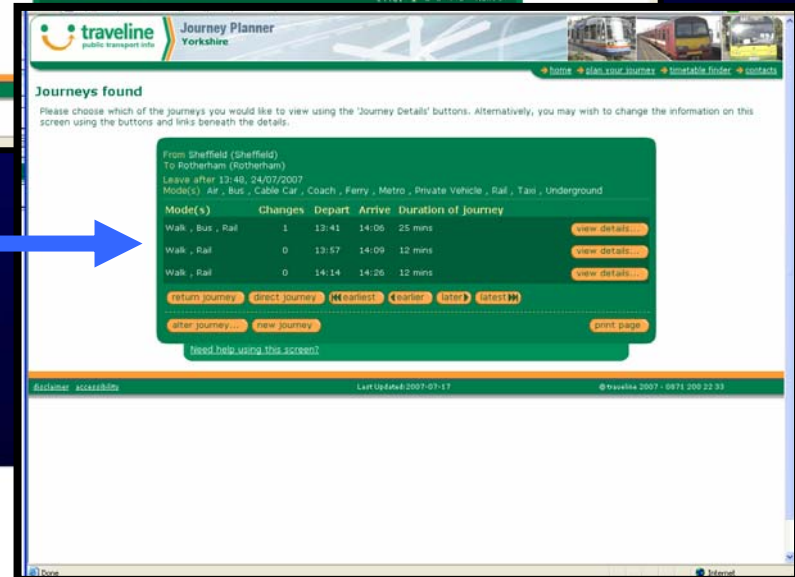 traveline
public transport info
Journey Planner
Yorkshire
home plan your journey timetable finder contacts
Journeys found
Please choose which of the journeys you would like to view using the 'Journey Details' buttons. Alternatively, you may wish to change the information on this
screen using the buttons and links beneath the details.
From Sheffield (Sheffield)
To Rotherham (Rotherham)
Leave after 13:48, 24/07/2007
Mode(s) Air , Bus , Cable Car , Coach , Ferry , Metro , Private Vehicle , Rail , Taxi , Underground
Mode(s) Changes Depart Arrive Duration of journey
Walk , Bus , Rail 1 13:41 14:06 25 mins view details...
Walk , Rail 0 13:57 14:09 12 mins view details...
Walk , Rail 0 14:14 14:26 12 mins view details...
return journey direct journey earliest earlier later latest
alter journey... new journey print page
Need help using this screen?
disclaimer accessibility Last Updated: 2007-07-17 © traveline 2007 - 0871 200 22 33
Done Internet